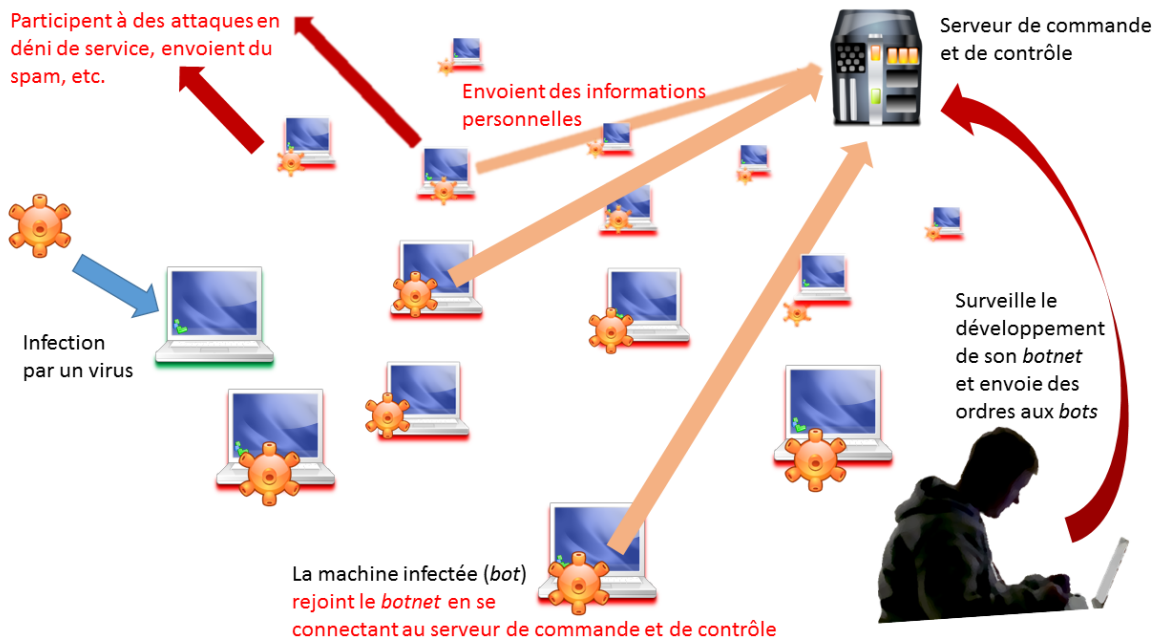 Participent à des attaques en
déni de service, envoient du
spam, etc.
Envoient des informations
personnelles
Serveur de commande
et de contrôle
Infection
par un virus
Surveille le
développement
de son botnet
et envoie des
ordres aux bots
La machine infectée (bot)
rejoint le botnet en se
connectant au serveur de commande et de contrôle